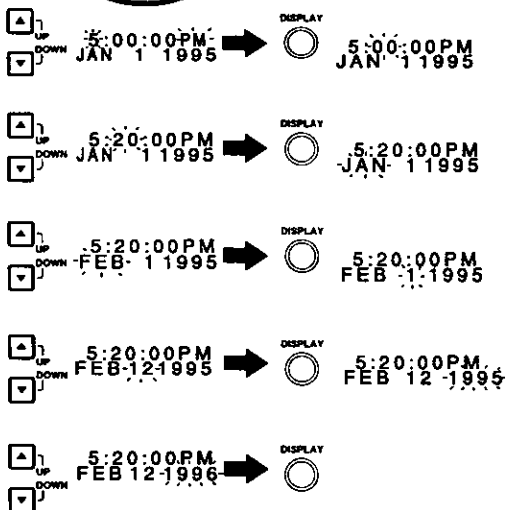 UP
DOWN
5:00:00PM
JAN 1 1995
DISPLAY
5:00:00PM
JAN 1 1995
UP
DOWN
5:20:00PM
JAN 1 1995
DISPLAY
5:20:00PM
JAN 1 1995
UP
DOWN
5:20:00PM
FEB 1 1995
DISPLAY
5:20:00PM
FEB 1 1995
UP
DOWN
5:20:00PM
FEB 12 1995
DISPLAY
5:20:00PM
FEB 12 1995
UP
DOWN
5:20:00PM
FEB 12 1996
DISPLAY